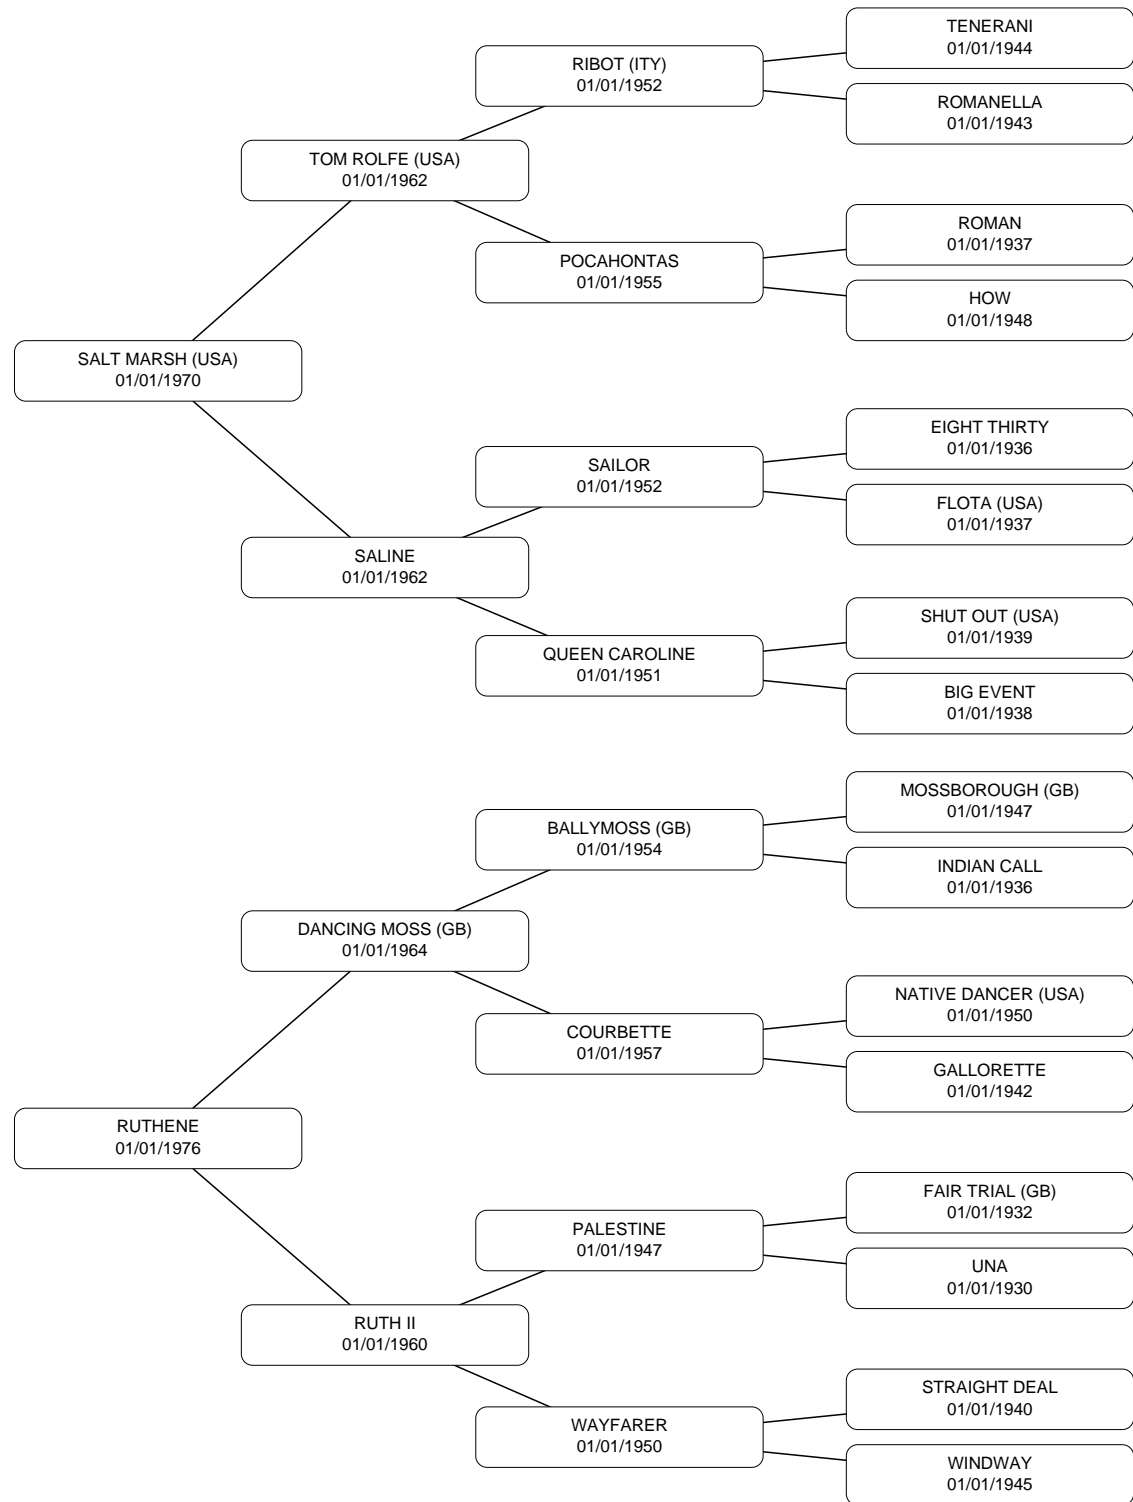 TENERANI
01/01/1944
RIBOT (ITY)
01/01/1952
ROMANELLA
01/01/1943
TOM ROLFE (USA)
01/01/1962
ROMAN
01/01/1937
POCAHONTAS
01/01/1955
HOW
01/01/1948
SALT MARSH (USA)
01/01/1970
EIGHT THIRTY
01/01/1936
SAILOR
01/01/1952
FLOTA (USA)
01/01/1937
SALINE
01/01/1962
SHUT OUT (USA)
01/01/1939
QUEEN CAROLINE
01/01/1951
BIG EVENT
01/01/1938
MOSSBOROUGH (GB)
01/01/1947
BALLYMOSS (GB)
01/01/1954
INDIAN CALL
01/01/1936
DANCING MOSS (GB)
01/01/1964
NATIVE DANCER (USA)
01/01/1950
COURBETTE
01/01/1957
GALLORETTE
01/01/1942
RUTHENE
01/01/1976
FAIR TRIAL (GB)
01/01/1932
PALESTINE
01/01/1947
UNA
01/01/1930
RUTH II
01/01/1960
STRAIGHT DEAL
01/01/1940
WAYFARER
01/01/1950
WINDWAY
01/01/1945